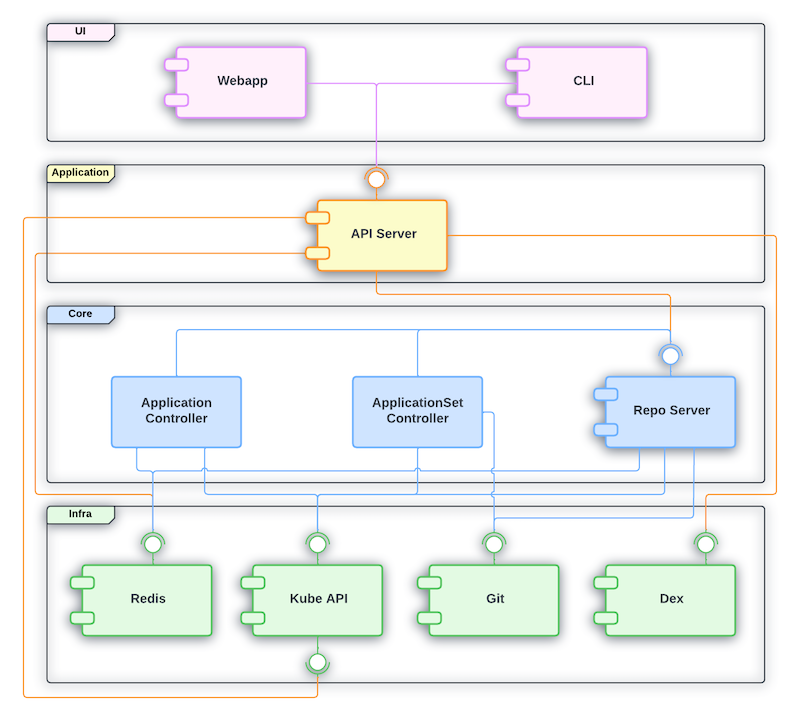 UI
Webapp
CLI
Application
API Server
Core
Application
Controller
ApplicationSet
Controller
Repo Server
Infra
Redis
Kube API
Git
Dex